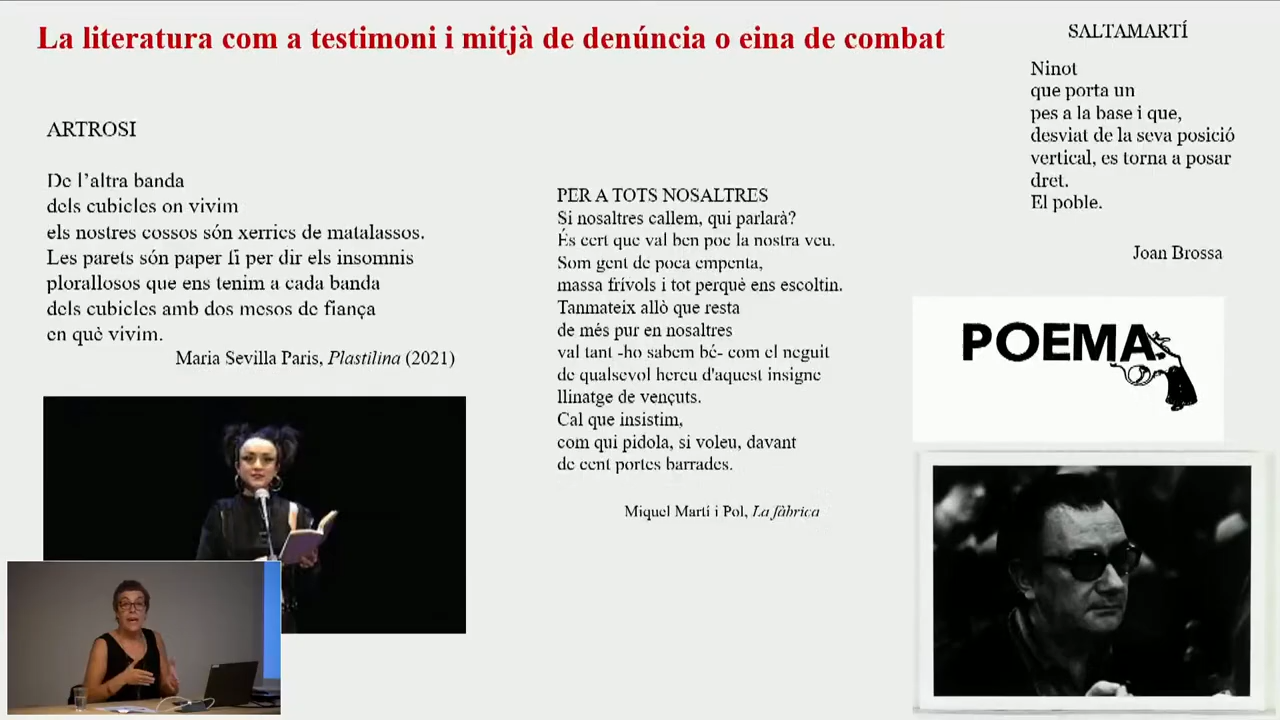 La literatura com a testimoni i mitjà de denúncia o eina de combat
ARTROSI
De l'altra banda
dels cubicles on vivim
els nostres cossos són xerrics de matalassos.
Les parets són paper fi per dir els insomnis
plorallosos que ens tenim a cada banda
dels cubicles amb dos mesos de fiança
en què vivim.
Maria Sevilla Paris, Plastilina (2021)
PER A TOTS NOSALTRES
Si nosaltres callem, qui parlarà?
És cert que val ben poc la nostra veu.
Som gent de poca empenta,
massa frívols i tot perquè ens escoltin.
Tanmateix allò que resta
de més pur en nosaltres
val tant -ho sabem bé- com el neguit
de qualsevol hereu d'aquest insigne
llinatge de vençuts.
Cal que insistim,
com qui pidola, si voleu, davant
de cent portes barrades.
Miquel Martí i Pol, La fàbrica
SALTAMARTÍ
Ninot
que porta un
pes a la base i que,
desviat de la seva posició
vertical, es torna a posar
dret.
El poble.
Joan Brossa
POEMA